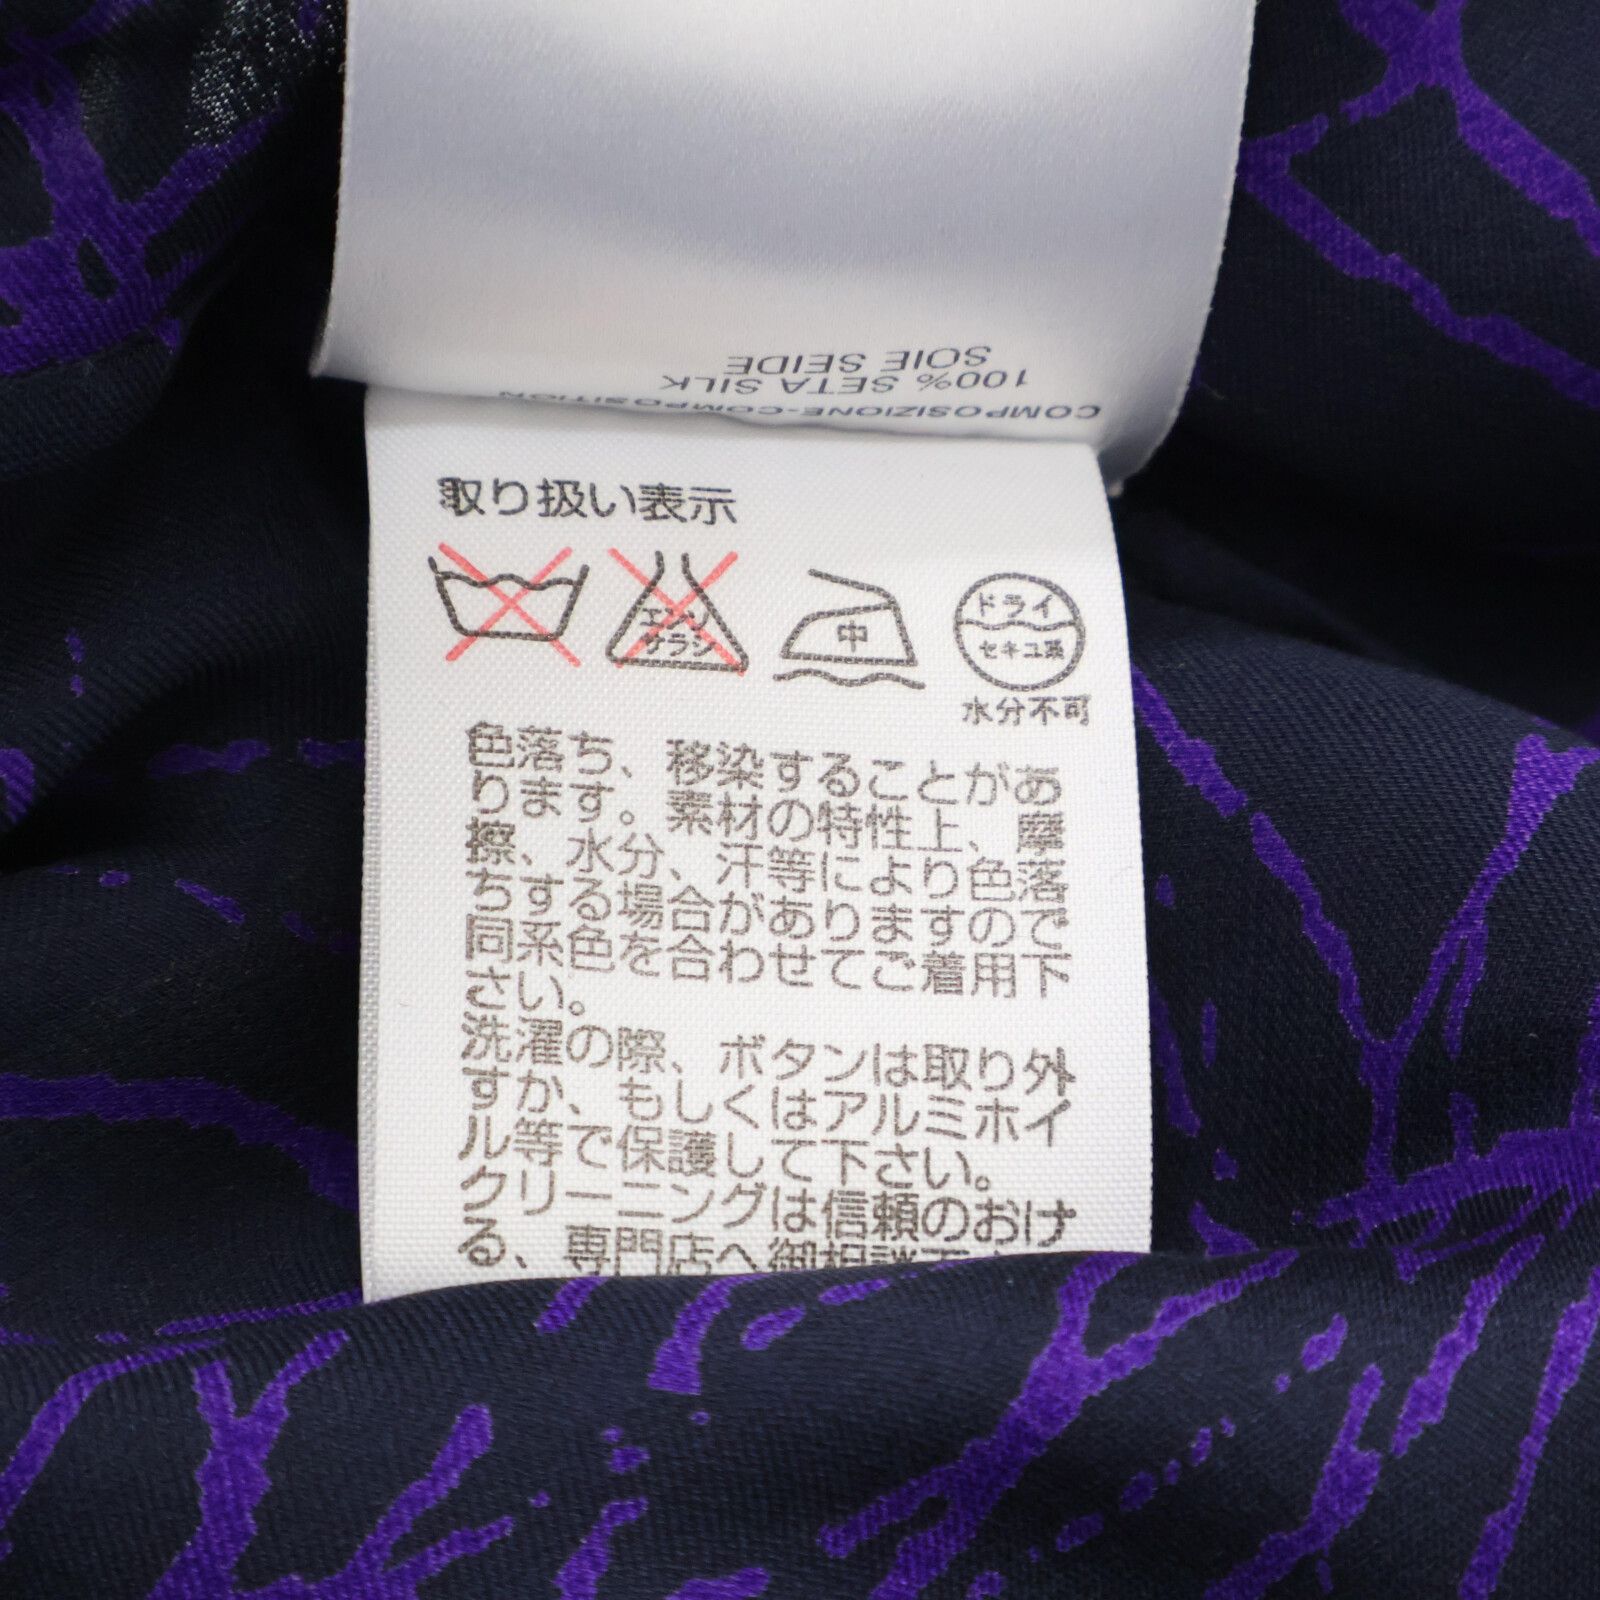 SOIE SEIDE
100% SETA SILK
COMPOSIZIONE-COMPOSITION
取り扱い表示
エンソ
サラシ
中
ドライ
セキユ系
水分不可
色落ち、移染することがあ
ります。素材の特性上、摩
擦、水分、汗等により色落
ち、する場合がありますので
同系色を合わせてご着用下
さい。
洗濯の際、ボタンは取り外
すか、もしくはアルミホイ
ル等で保護して下さい。
クリーニングは信頼のおけ
る、専門店へ御相談下